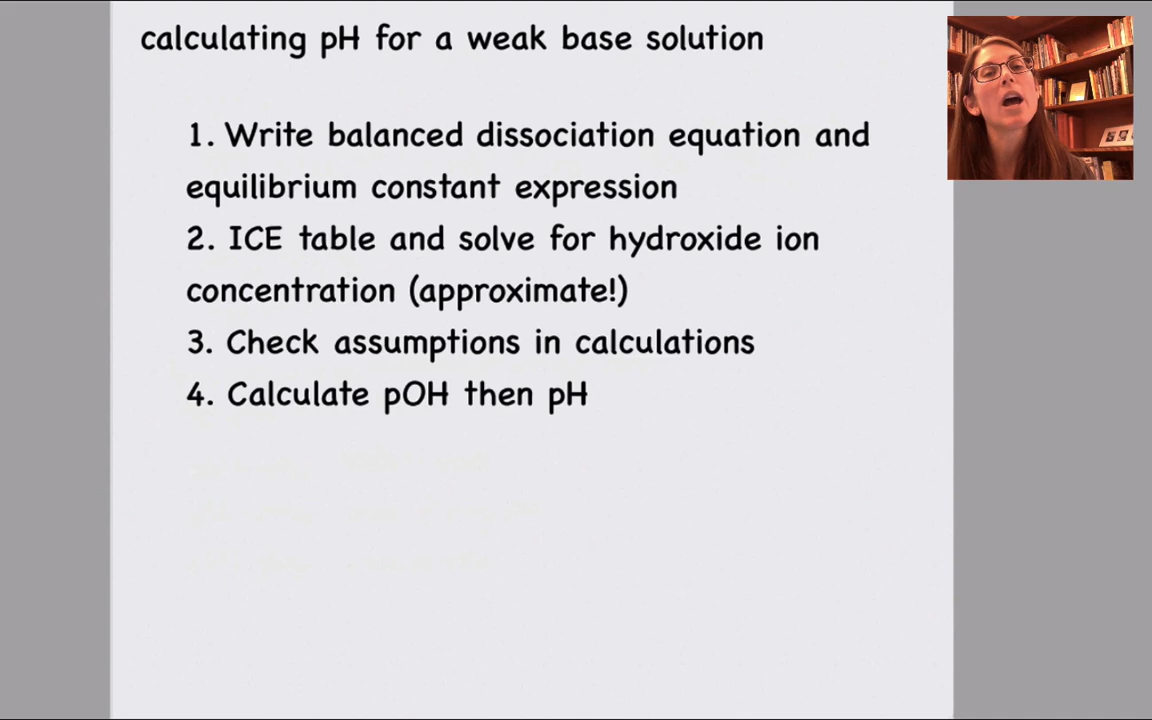 calculating pH for a weak base solution
1. Write balanced dissociation equation and
equilibrium constant expression
2. ICE table and solve for hydroxide ion
concentration (approximate!)
3. Check assumptions in calculations
4. Calculate pOH then pH